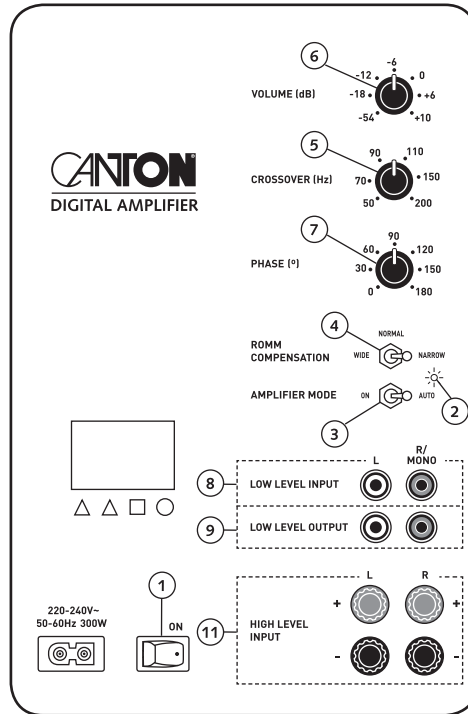 6
-6
-12 0
VOLUME (dB) -18 +6
-54 +10
5
90 110
CROSSOVER (Hz) 70 150
50 200
CANTON®
DIGITAL AMPLIFIER
7
90
60 120
PHASE (°) 30 150
0 180
4
NORMAL
ROMM
COMPENSATION
WIDE NARROW
AMPLIFIER MODE ON AUTO
2
3
L R/
MONO
8 LOW LEVEL INPUT
9 LOW LEVEL OUTPUT
1
ON
220-240V~
50-60Hz 300W
L R
11 HIGH LEVEL
INPUT
+ +
- -